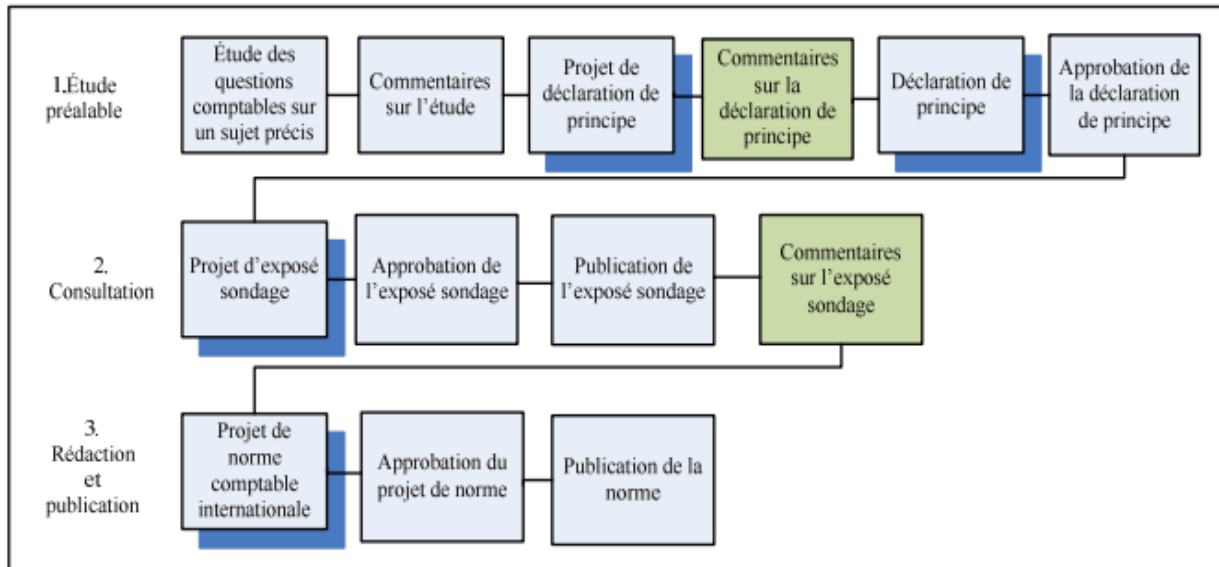 1.Étude
préalable
Étude des
questions
comptables sur
un sujet précis
Commentaires
sur l'étude
Projet de
déclaration de
principe
Commentaires
sur la
déclaration de
principe
Déclaration de
principe
Approbation de
la déclaration
de principe
2.
Consultation
Projet d'exposé
sondage
Approbation de
l'exposé sondage
Publication de
l'exposé sondage
Commentaires
sur l'exposé
sondage
3.
Rédaction
et
publication
Projet de
norme
comptable
internationale
Approbation du
projet de norme
Publication de la
norme